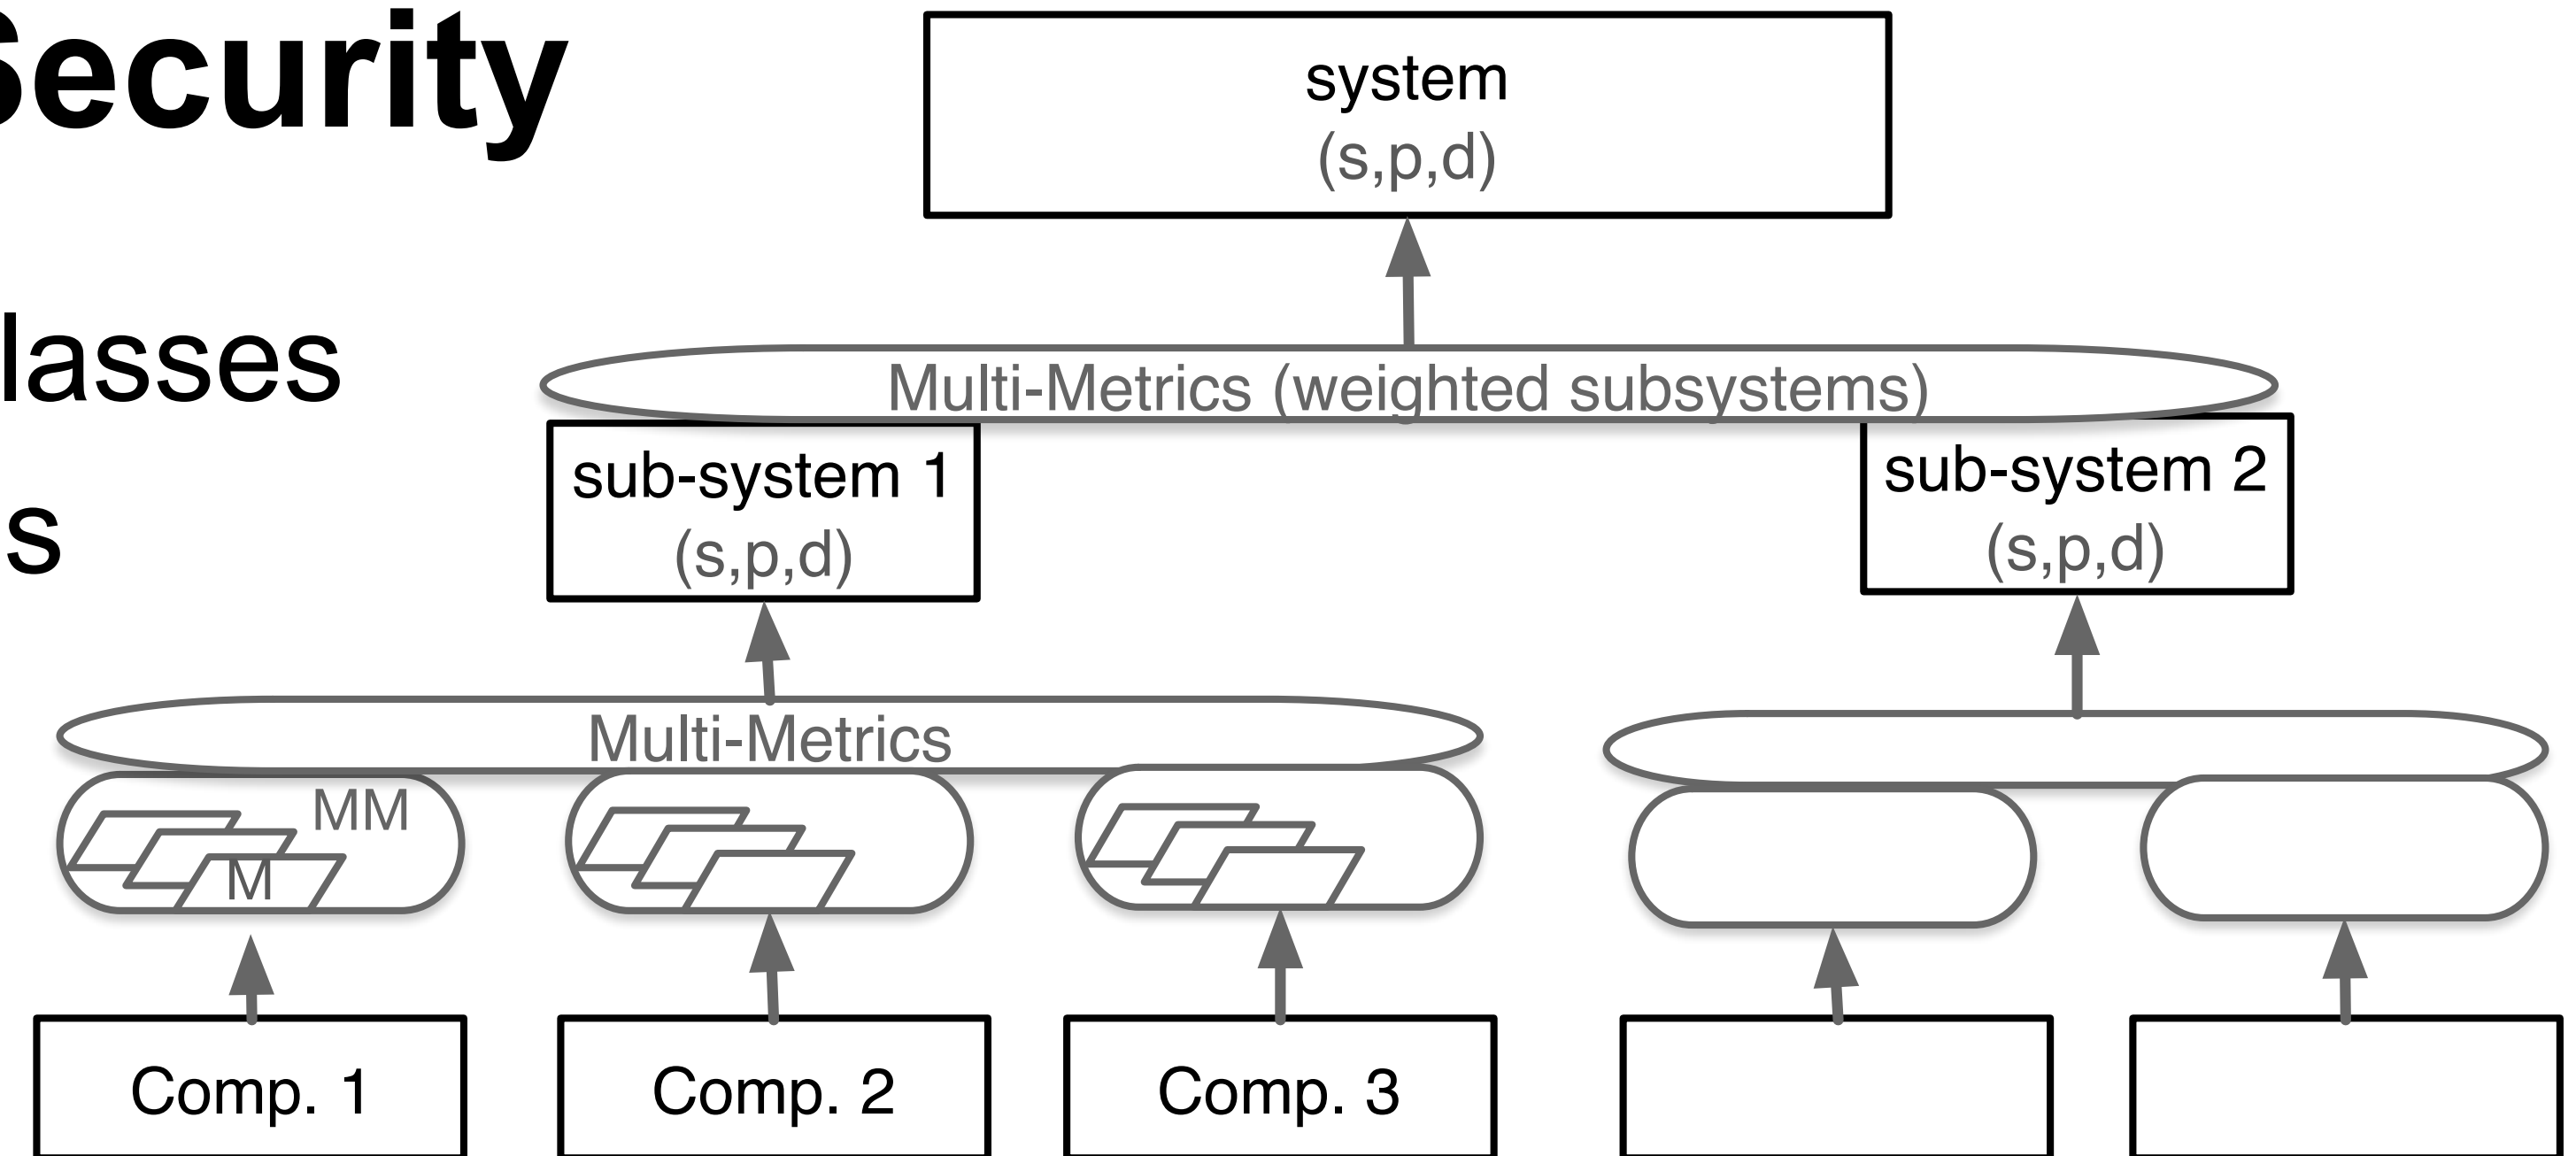 Security
lasses
s
system
(s,p,d)
Multi-Metrics (weighted subsystems)
sub-system 1
(s,p,d)
sub-system 2
(s,p,d)
Multi-Metrics
MM
M
Comp. 1
Comp. 2
Comp. 3